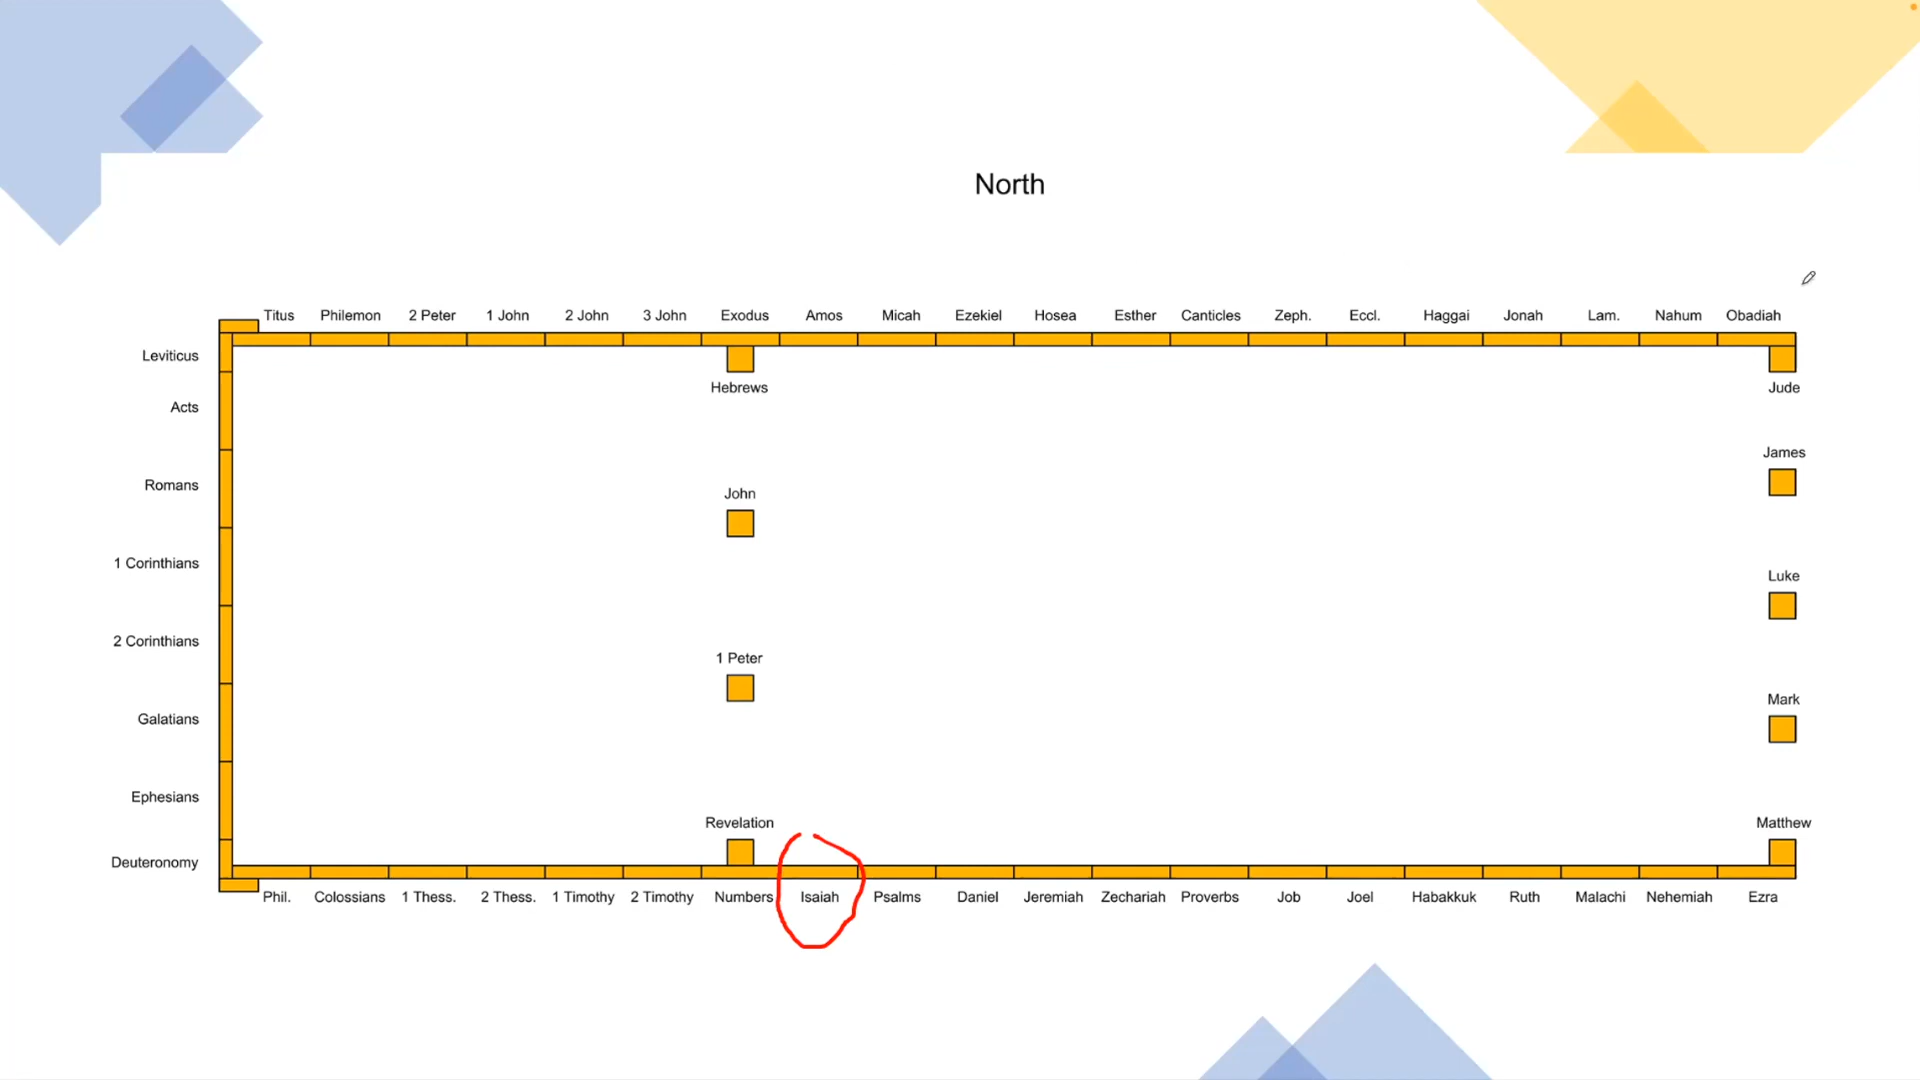 North
Titus Philemon 2 Peter 1 John 2 John 3 John Exodus Amos Micah Ezekiel Hosea Esther Canticles Zeph. Eccl. Haggai Jonah Lam. Nahum Obadiah
Leviticus
Hebrews Jude
Acts
James
Romans
John
1 Corinthians
Luke
2 Corinthians
1 Peter
Mark
Galatians
Ephesians
Revelation Matthew
Deuteronomy
Phil. Colossians 1 Thess. 2 Thess. 1 Timothy 2 Timothy Numbers Isaiah Psalms Daniel Jeremiah Zechariah Proverbs Job Joel Habakkuk Ruth Malachi Nehemiah Ezra